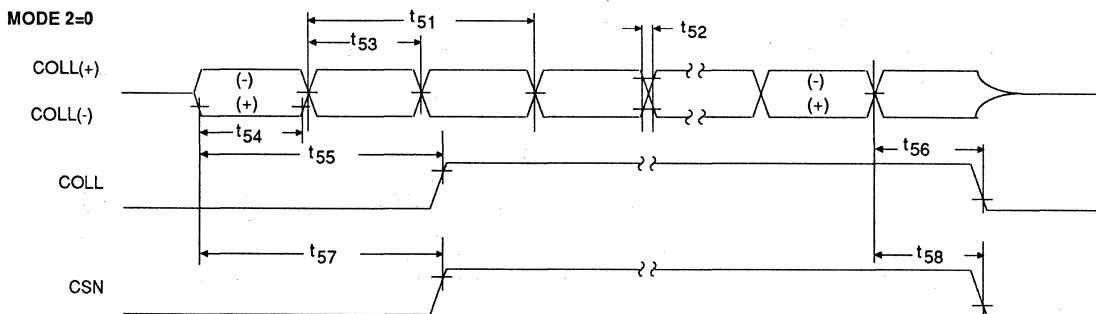 MODE 2=0
t51
t53
t52
COLL(+)
(-)
(-)
(+)
(+)
COLL(-)
t54
t55
t56
COLL
t57
t58
CSN